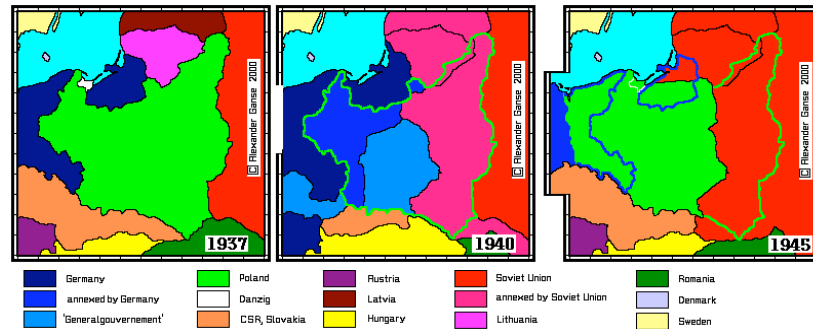 © Alexander Ganse 2000
1937
© Alexander Ganse 2000
1940
© Alexander Ganse 2000
1945
Germany Poland Austria Soviet Union Romania
annexed by Germany Danzig Latvia annexed by Soviet Union Denmark
'Generalgouvernement' CSR, Slovakia Hungary Lithuania Sweden